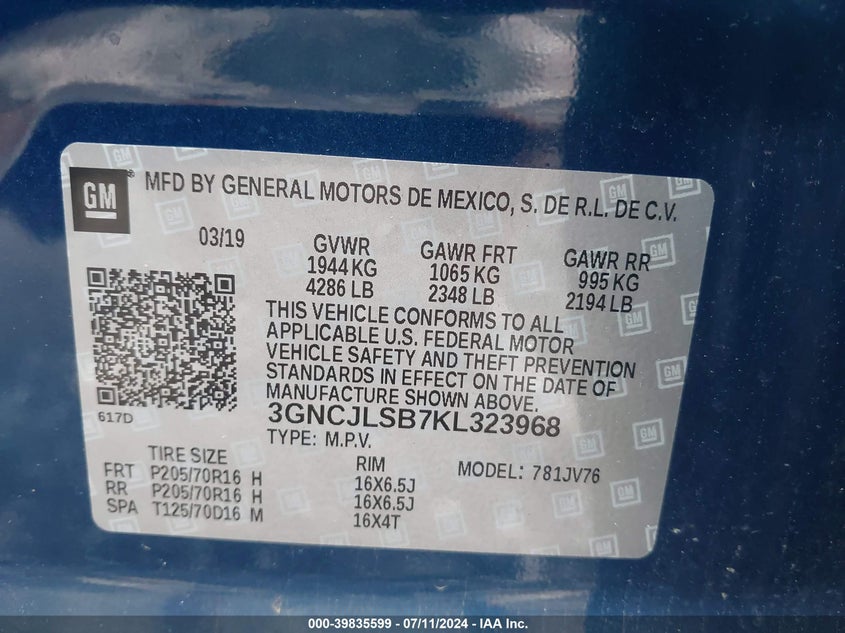 GM
MFD BY GENERAL MOTORS DE MEXICO, S. DE R.L. DE C.V.
03/19
GVWR GAWR FRT GAWR RR
1944 KG 1065 KG 995 KG
4286 LB 2348 LB 2194 LB
THIS VEHICLE CONFORMS TO ALL
APPLICABLE U.S. FEDERAL MOTOR
VEHICLE SAFETY AND THEFT PREVENTION
STANDARDS IN EFFECT ON THE DATE OF
MANUFACTURE SHOWN ABOVE.
617D
3GNCJLSB7KL323968
TYPE: M.P.V.
TIRE SIZE RIM MODEL: 781JV76
FRT P205/70R16 H 16X6.5J
RR P205/70R16 H 16X6.5J
SPA T125/70D16 M 16X4T
000-39835599 - 07/11/2024 - IAA Inc.